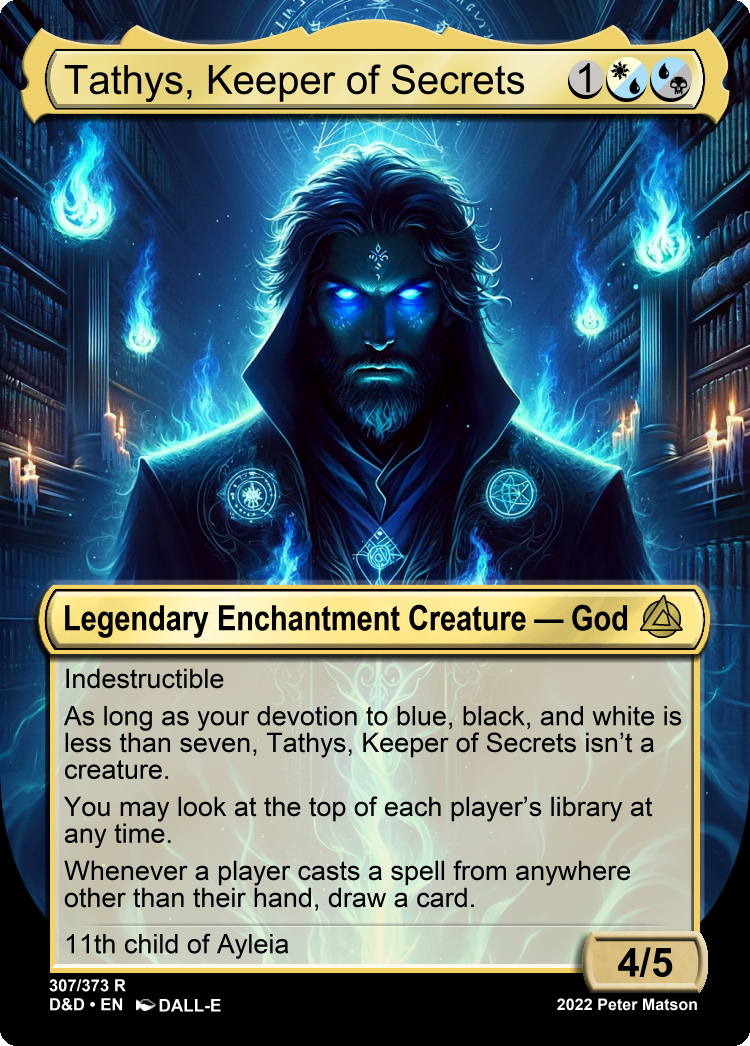 Tathys, Keeper of Secrets 1
Legendary Enchantment Creature — God
Indestructible
As long as your devotion to blue, black, and white is
less than seven, Tathys, Keeper of Secrets isn't a
creature.
You may look at the top of each player's library at
any time.
Whenever a player casts a spell from anywhere
other than their hand, draw a card.
11th child of Ayleia
4/5
307/373 R
D&D • EN DALL-E
2022 Peter Matson